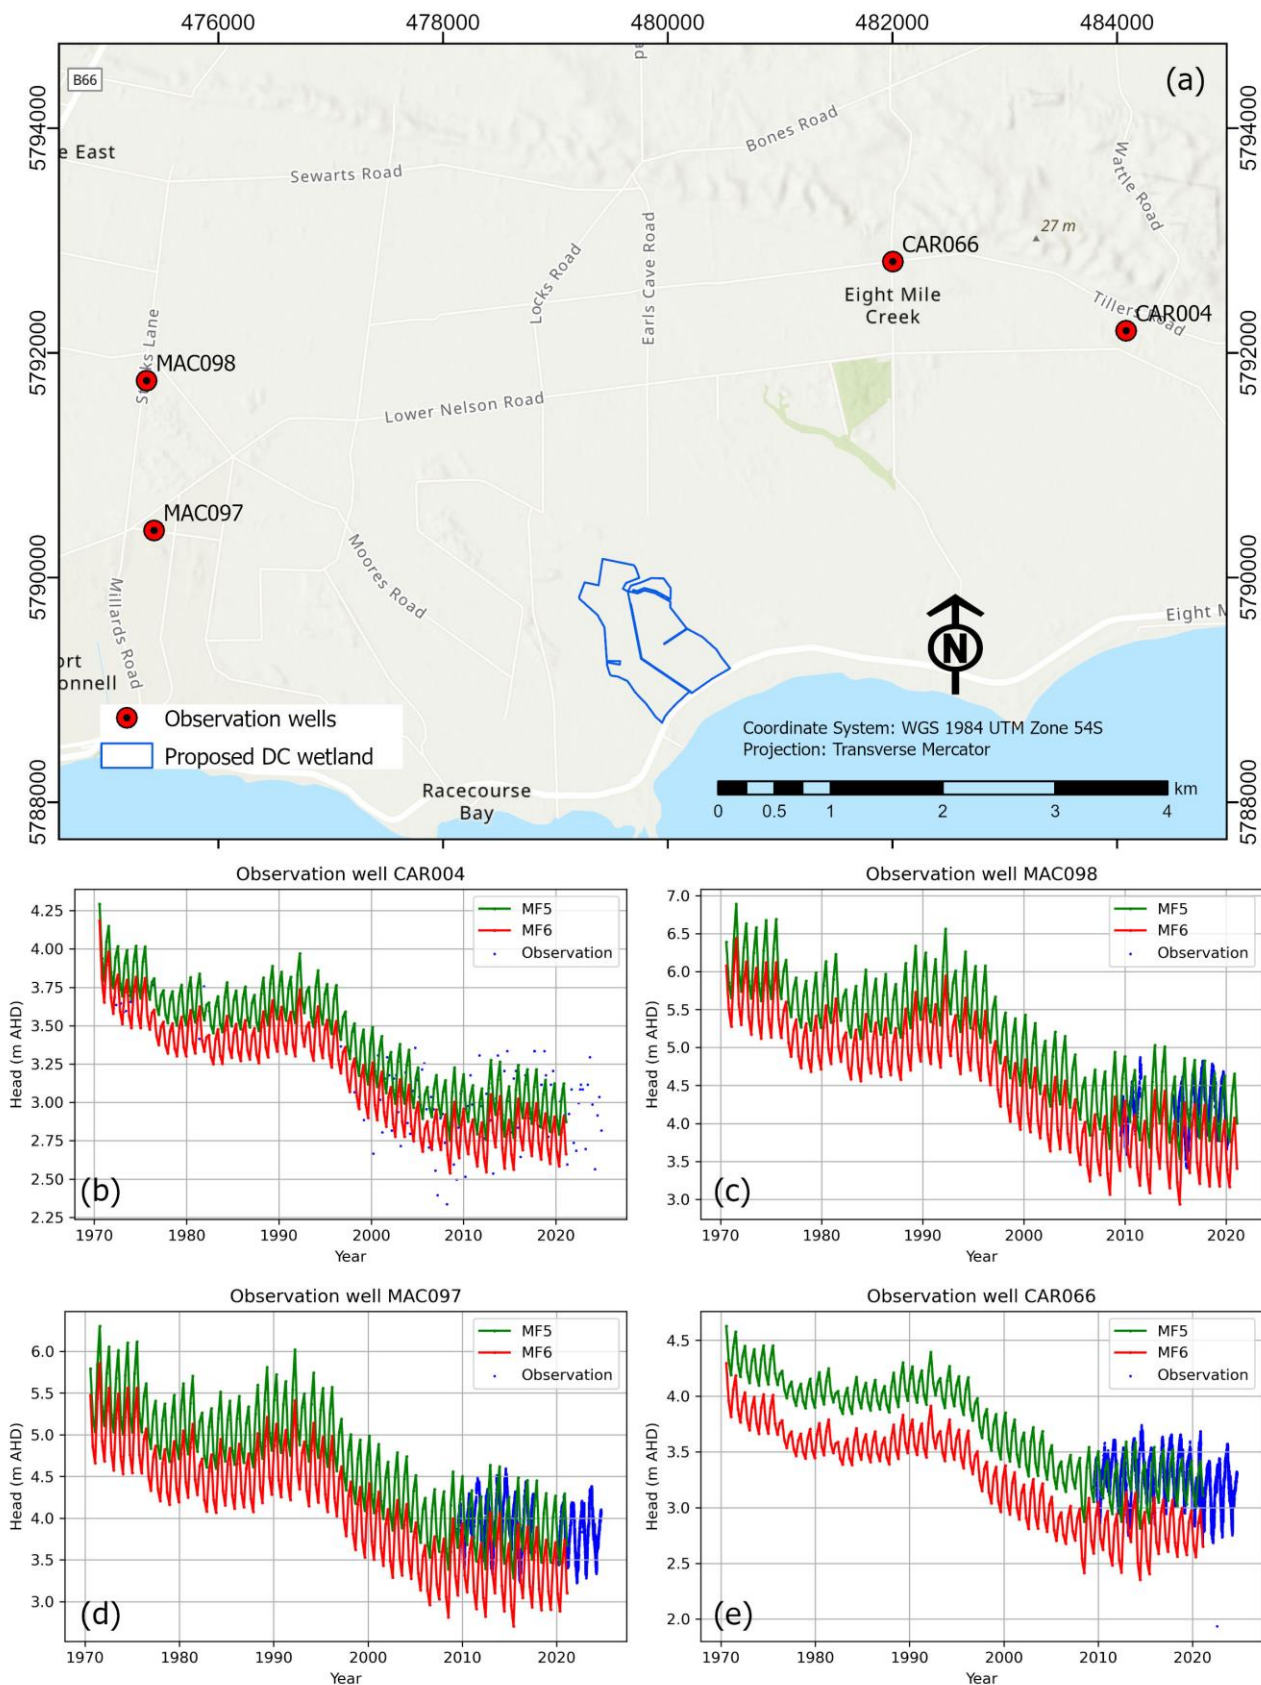 476000 478000 480000 482000 484000
(a)
B66
5794000
5794000
e East
Sewarts Road
Bones Road
Wattle Road
27 m
CAR066
Locks Road
Earls Cave Road
Eight Mile
Creek
Tillers Road
CAR004
5792000
5792000
MAC098
Lower Nelson Road
MAC097
Moores Road
5790000
5790000
Millards Road
Eight M
ort
onnell
N
Observation wells
Proposed DC wetland
Coordinate System: WGS 1984 UTM Zone 54S
Projection: Transverse Mercator
0 0.5 1 2 3 4 km
Racecourse
Bay
5788000
5788000
Observation well CAR004
MF5
MF6
Observation
4.25
4.00
3.75
3.50
3.25
3.00
2.75
2.50
2.25
Head (m AHD)
(b)
1970 1980 1990 2000 2010 2020
Year
Observation well MAC098
MF5
MF6
Observation
7.0
6.5
6.0
5.5
5.0
4.5
4.0
3.5
3.0
Head (m AHD)
(c)
1970 1980 1990 2000 2010 2020
Year
Observation well MAC097
MF5
MF6
Observation
6.0
5.5
5.0
4.5
4.0
3.5
3.0
Head (m AHD)
(d)
1970 1980 1990 2000 2010 2020
Year
Observation well CAR066
MF5
MF6
Observation
4.5
4.0
3.5
3.0
2.5
2.0
Head (m AHD)
(e)
1970 1980 1990 2000 2010 2020
Year